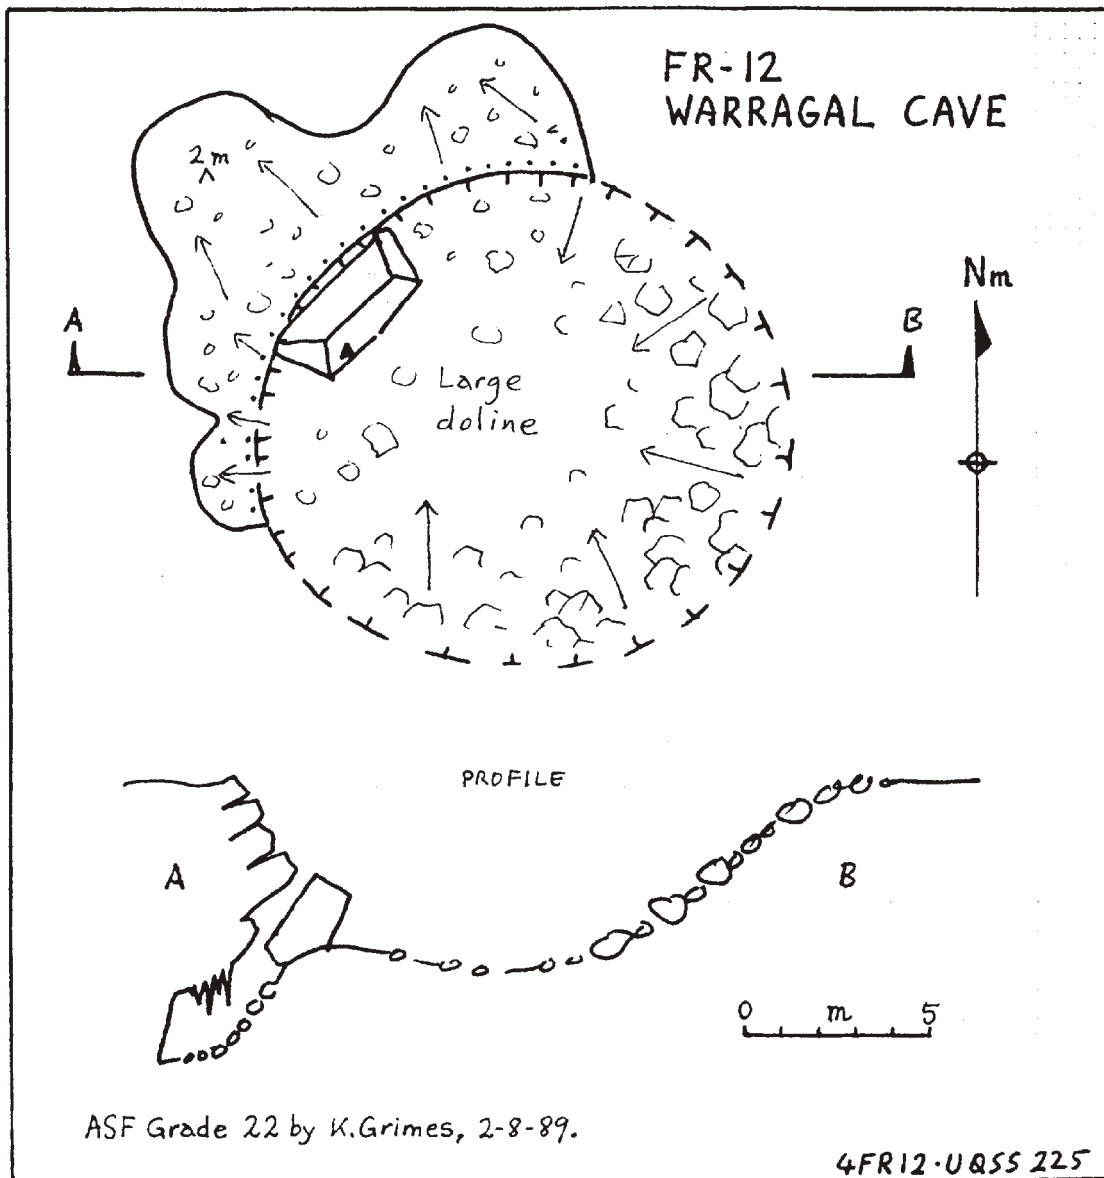 FR-12
WARRAGAL CAVE
2m
Nm
A
B
Large
doline
PROFILE
A
B
0 m 5
ASF Grade 22 by K.Grimes, 2-8-89.
4FR12·UQSS 225